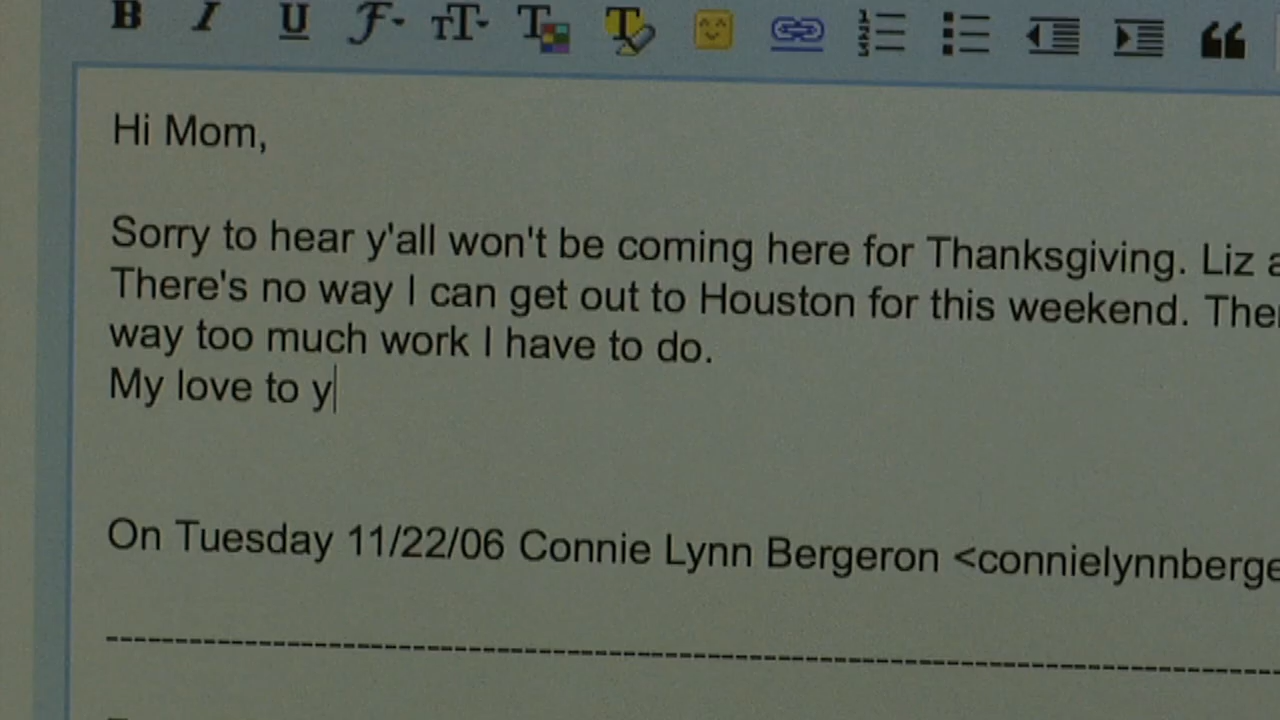 B I U F TT T T
Hi Mom,
Sorry to hear y'all won't be coming here for Thanksgiving. Liz
There's no way I can get out to Houston for this weekend.
way too much work I have to do.
My love to y
On Tuesday 11/22/06 Connie Lynn Bergeron <connielynnberge
--------------------------------------------------------------------------------